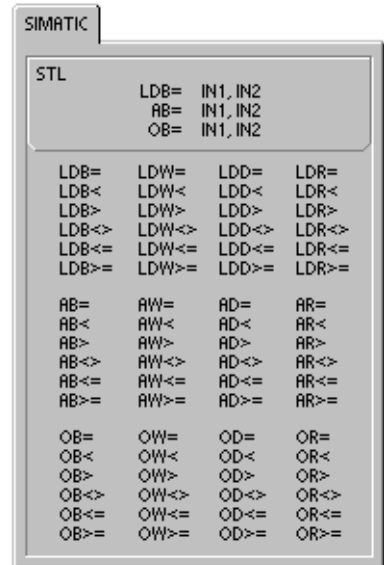 SIMATIC
STL
LDB= IN1, IN2
AB= IN1, IN2
OB= IN1, IN2
LDB= LDW= LDD= LDR=
LDB< LDW< LDD< LDR<
LDB> LDW> LDD> LDR>
LDB<> LDW<> LDD<> LDR<>
LDB<= LDW<= LDD<= LDR<=
LDB>= LDW>= LDD>= LDR>=
AB= AW= AD= AR=
AB< AW< AD< AR<
AB> AW> AD> AR>
AB<> AW<> AD<> AR<>
AB<= AW<= AD<= AR<=
AB>= AW>= AD>= AR>=
OB= OW= OD= OR=
OB< OW< OD< OR<
OB> OW> OD> OR>
OB<> OW<> OD<> OR<>
OB<= OW<= OD<= OR<=
OB>= OW>= OD>= OR>=